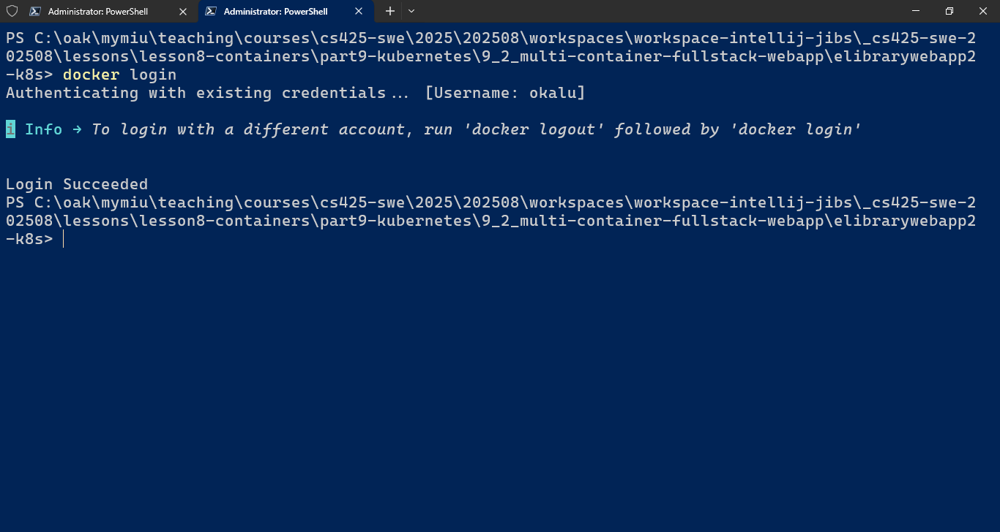 Administrator: PowerShell
Administrator: PowerShell
PS C:\oak\mymiu\teaching\courses\cs425-swe\2025\202508\workspaces\workspace-intellij-jibs\_cs425-swe-2
02508\lessons\lesson8-containers\part9-kubernetes\9_2_multi-container-fullstack-webapp\elibrarywebapp2
-k8s> docker login
Authenticating with existing credentials... [Username: okalu]
i Info → To login with a different account, run 'docker logout' followed by 'docker login'
Login Succeeded
PS C:\oak\mymiu\teaching\courses\cs425-swe\2025\202508\workspaces\workspace-intellij-jibs\_cs425-swe-2
02508\lessons\lesson8-containers\part9-kubernetes\9_2_multi-container-fullstack-webapp\elibrarywebapp2
-k8s>